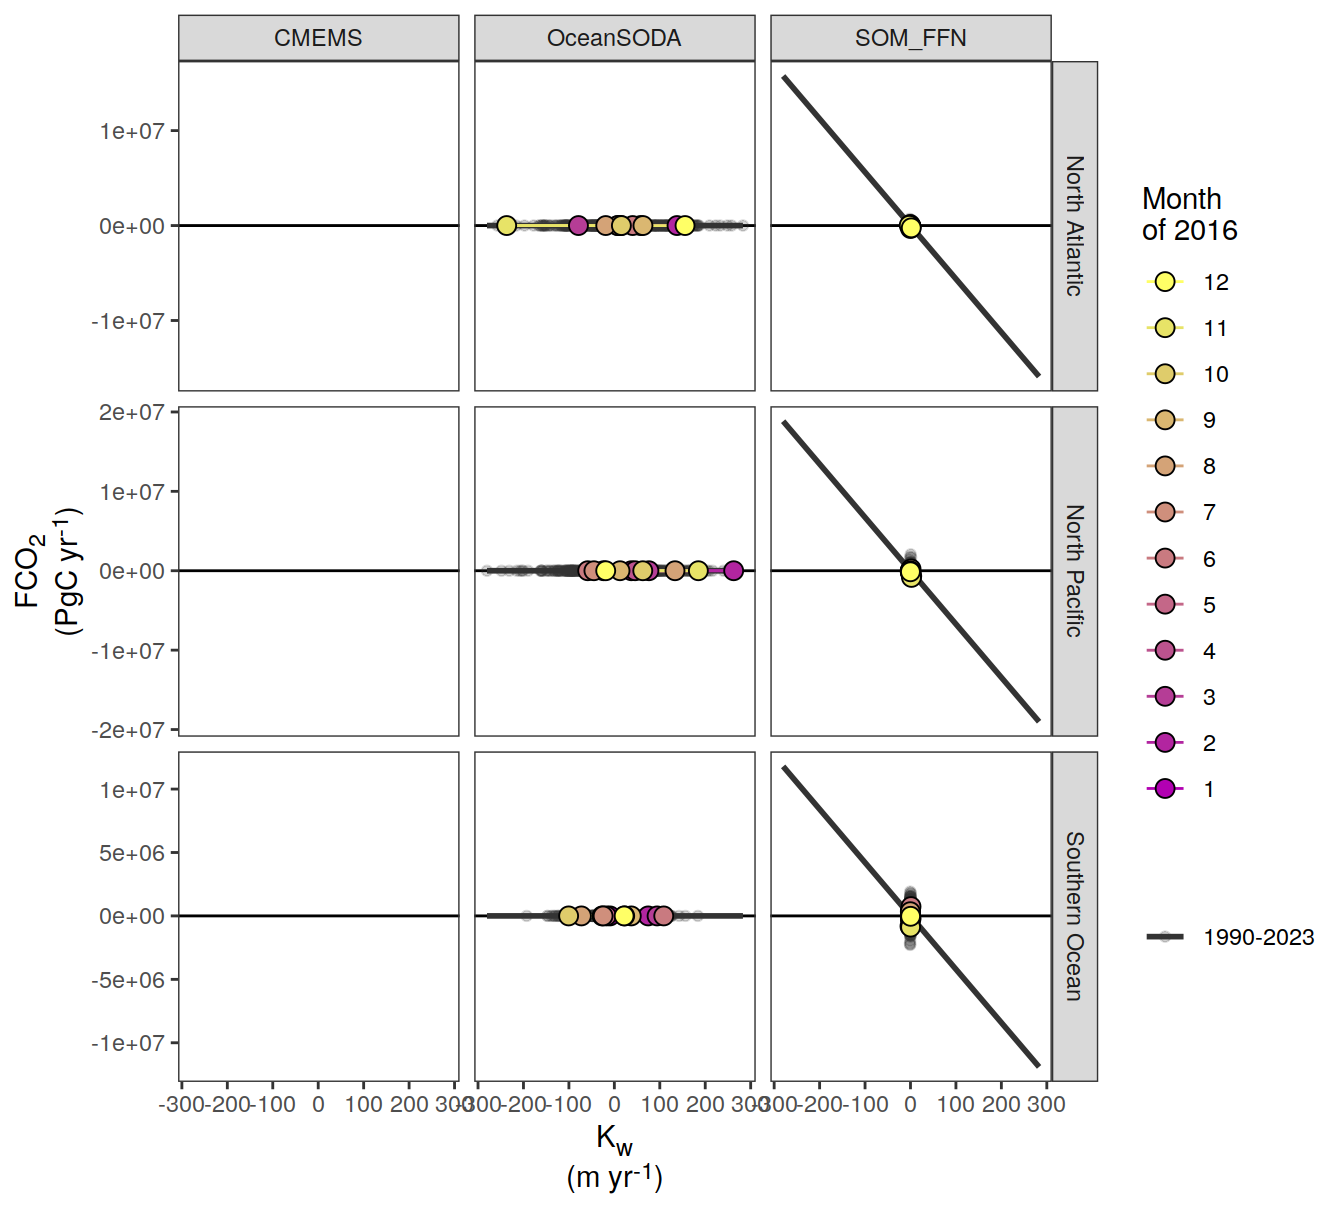 CMEMS OceanSODA SOM_FFN
1e+07
0e+00
-1e+07
North Atlantic
2e+07
1e+07
0e+00
-1e+07
-2e+07
North Pacific
1e+07
5e+06
0e+00
-5e+06
-1e+07
Southern Ocean
-300 -200 -100 0 100 200 300 -300 -200 -100 0 100 200 300 -300 -200 -100 0 100 200 300
FCO₂
(PgC yr⁻¹)
K_w
(m yr⁻¹)
Month
of 2016
12
11
10
9
8
7
6
5
4
3
2
1
1990-2023